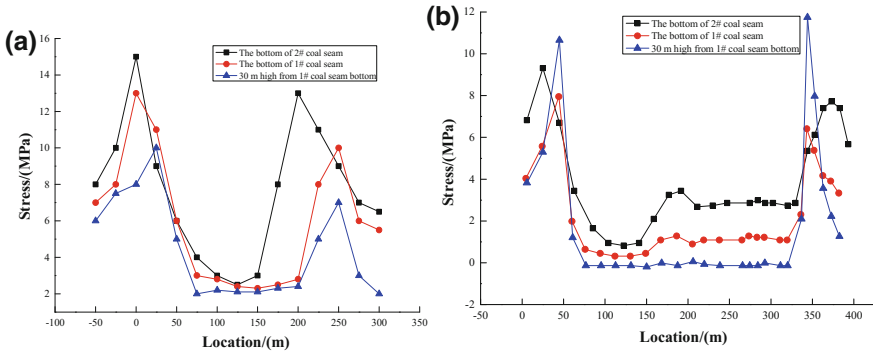 (a)
The bottom of 2# coal seam
The bottom of 1# coal seam
30 m high from 1# coal seam bottom
Stress/(MPa)
16
14
12
10
8
6
4
2
-100 -50 0 50 100 150 200 250 300 350
Location/(m)
(b)
The bottom of 2# coal seam
The bottom of 1# coal seam
30 m high from 1# coal seam bottom
Stress/(MPa)
12
10
8
6
4
2
0
-2
-50 0 50 100 150 200 250 300 350 400
Location/(m)